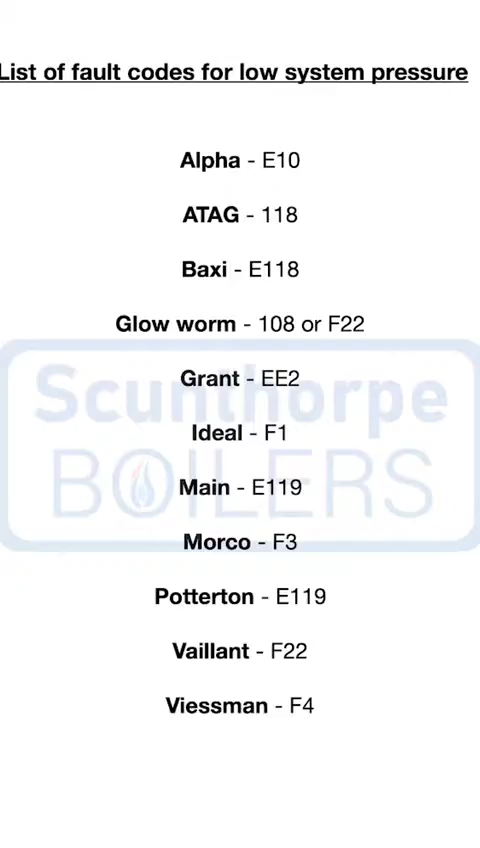 List of fault codes for low system pressure
Alpha - E10
ATAG - 118
Baxi - E118
Glow worm - 108 or F22
Grant - EE2
Ideal - F1
Main - E119
Morco - F3
Potterton - E119
Vaillant - F22
Viessman - F4
Scunthorpe
BOILERS